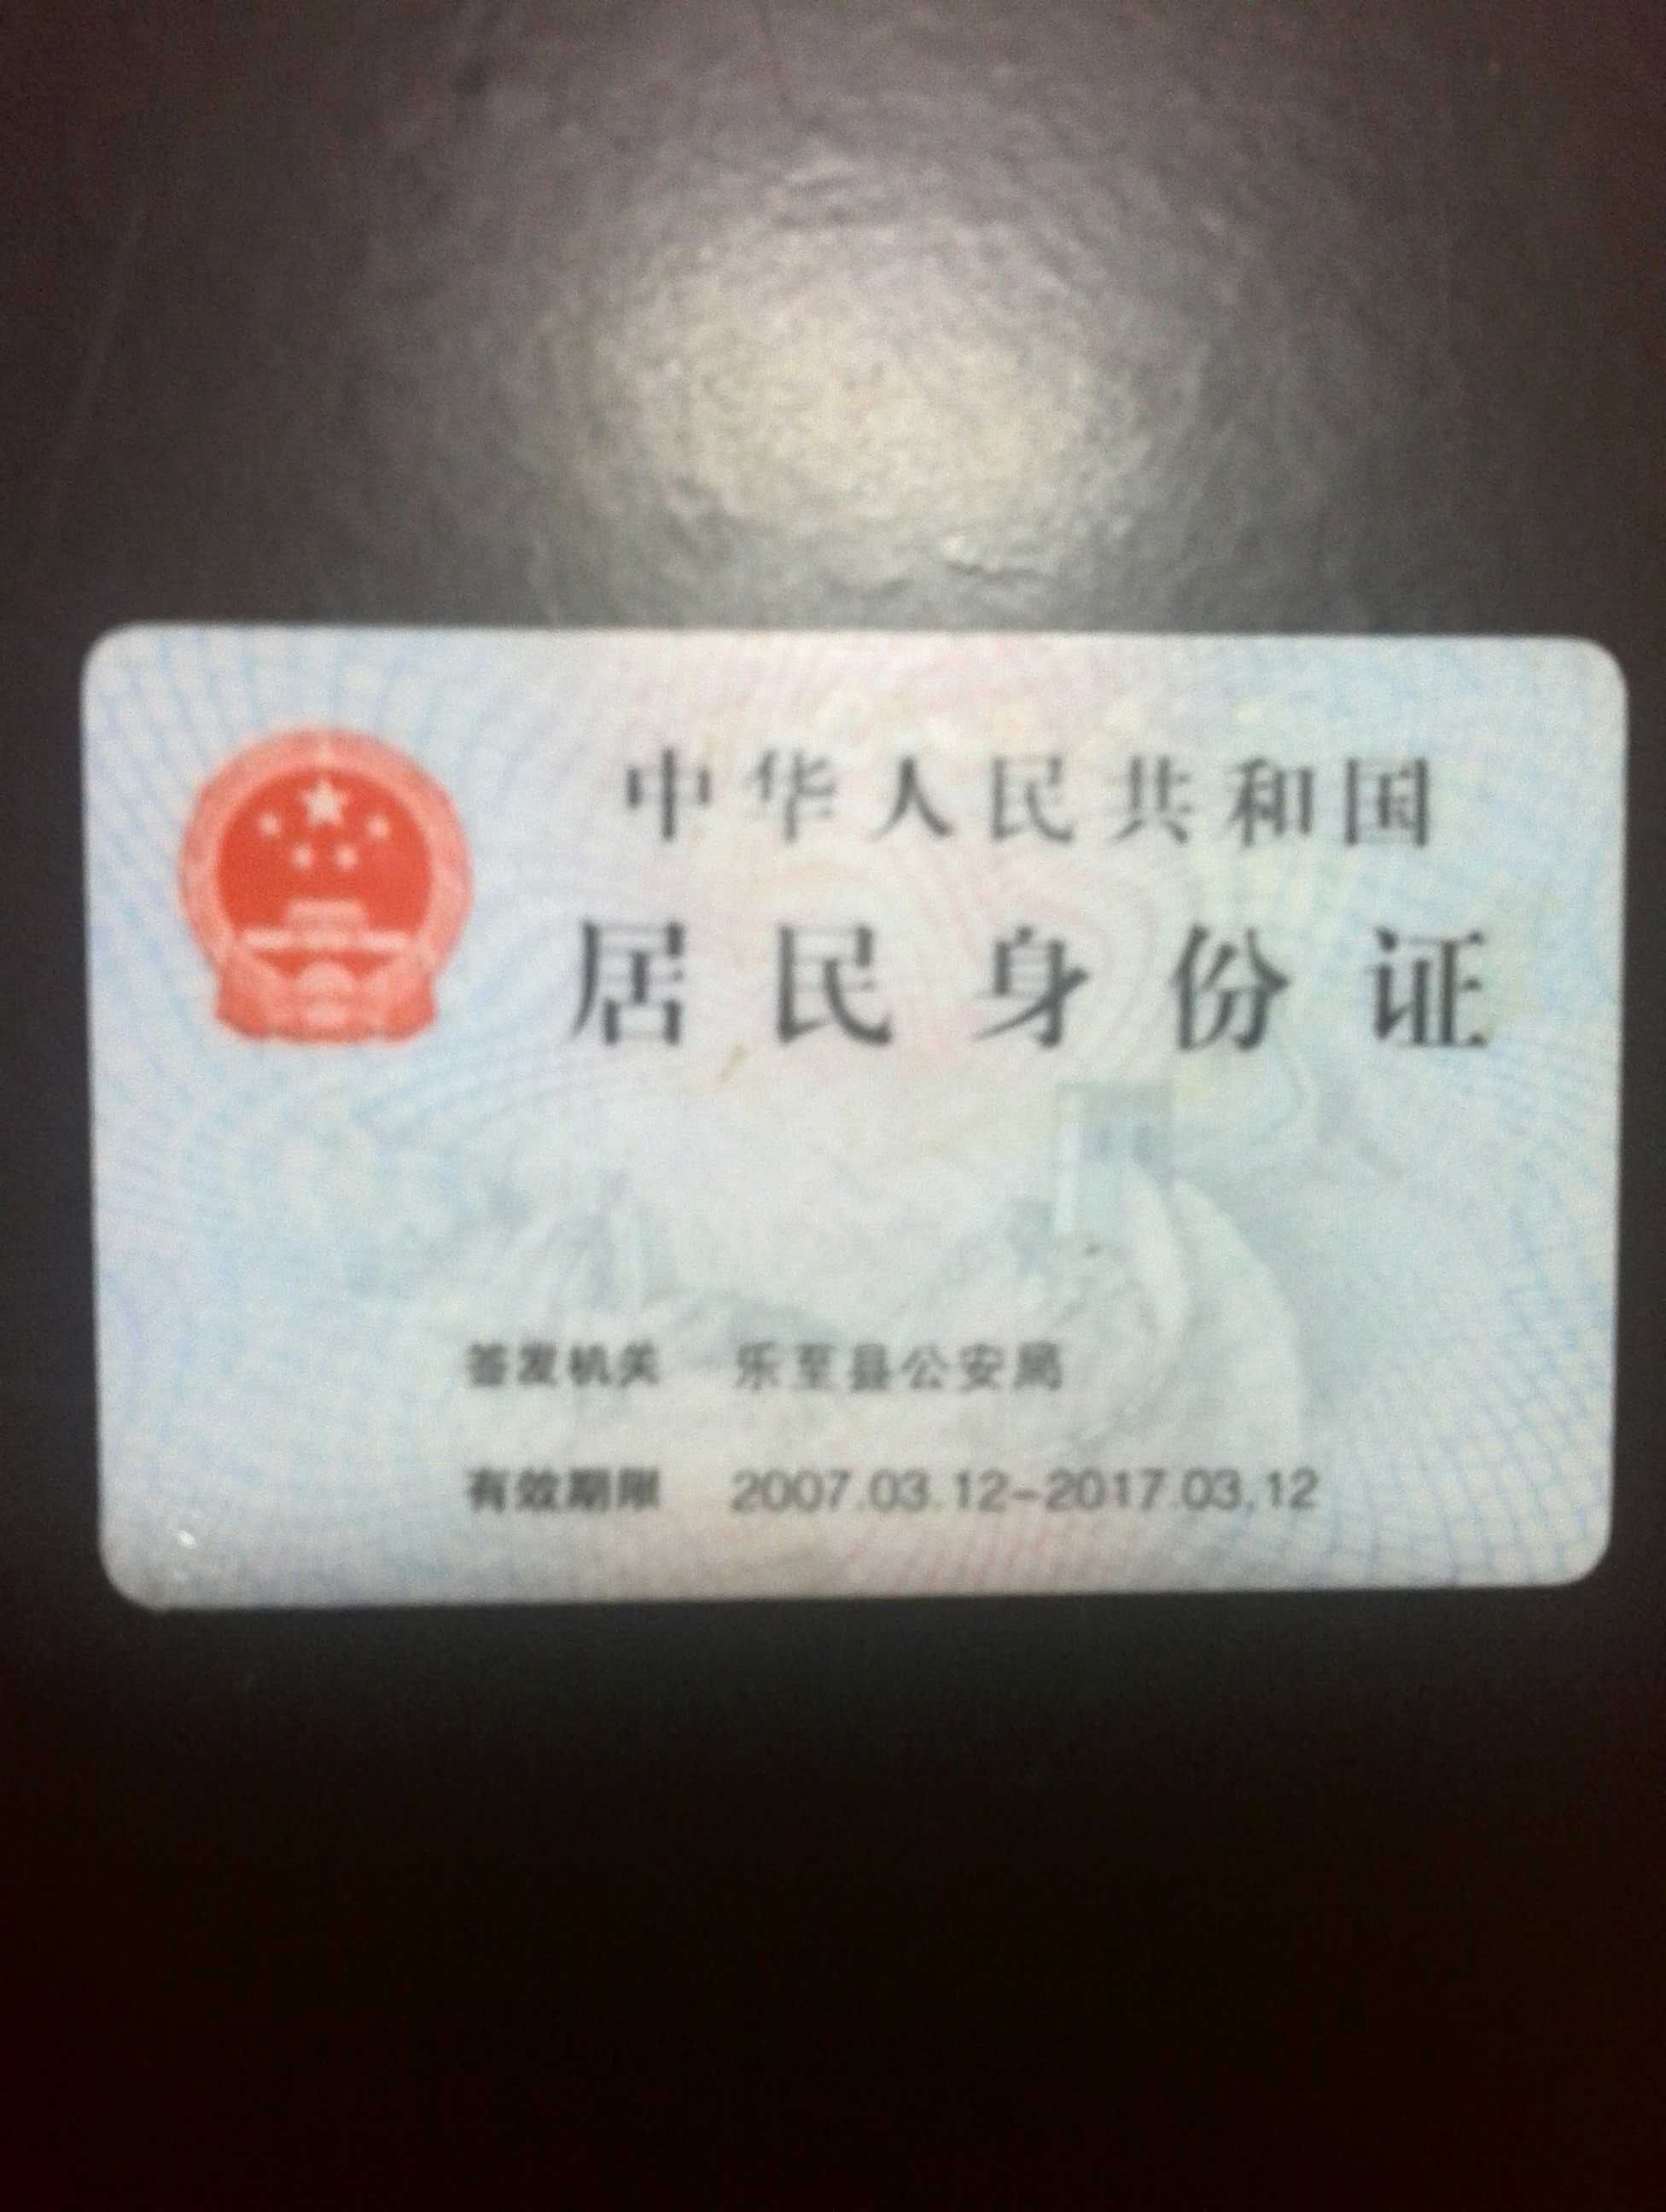 中华人民共和国
居民身份证
签发机关 乐至县公安局
有效期限 2007.03.12-2017.03.12